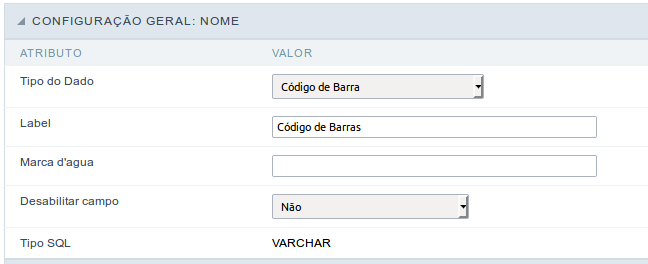 CONFIGURAÇÃO GERAL: NOME
ATRIBUTO VALOR
Tipo do Dado Código de Barra
Label Código de Barras
Marca d'agua
Desabilitar campo Não
Tipo SQL VARCHAR